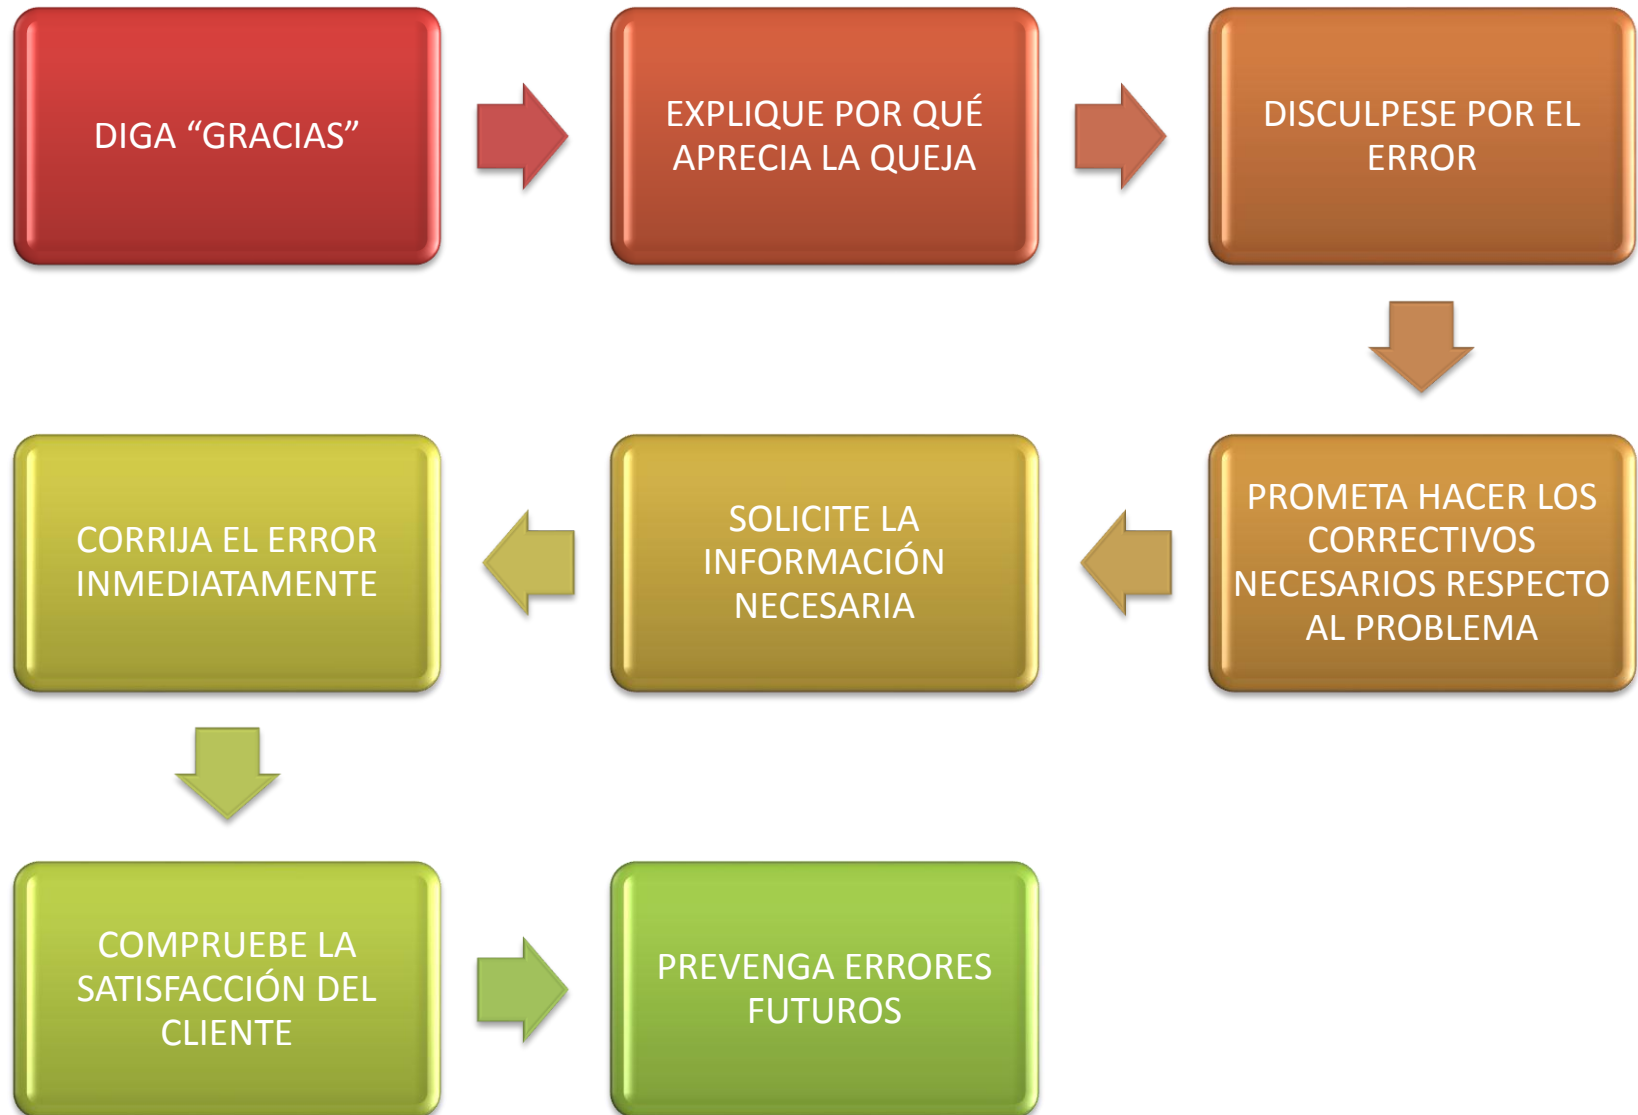 DIGA “GRACIAS”
EXPLIQUE POR QUÉ
APRECIA LA QUEJA
DISCULPESE POR EL
ERROR
PROMETA HACER LOS
CORRECTIVOS
NECESARIOS RESPECTO
AL PROBLEMA
SOLICITE LA
INFORMACIÓN
NECESARIA
CORRIJA EL ERROR
INMEDIATAMENTE
COMPRUEBE LA
SATISFACCIÓN DEL
CLIENTE
PREVENGA ERRORES
FUTUROS